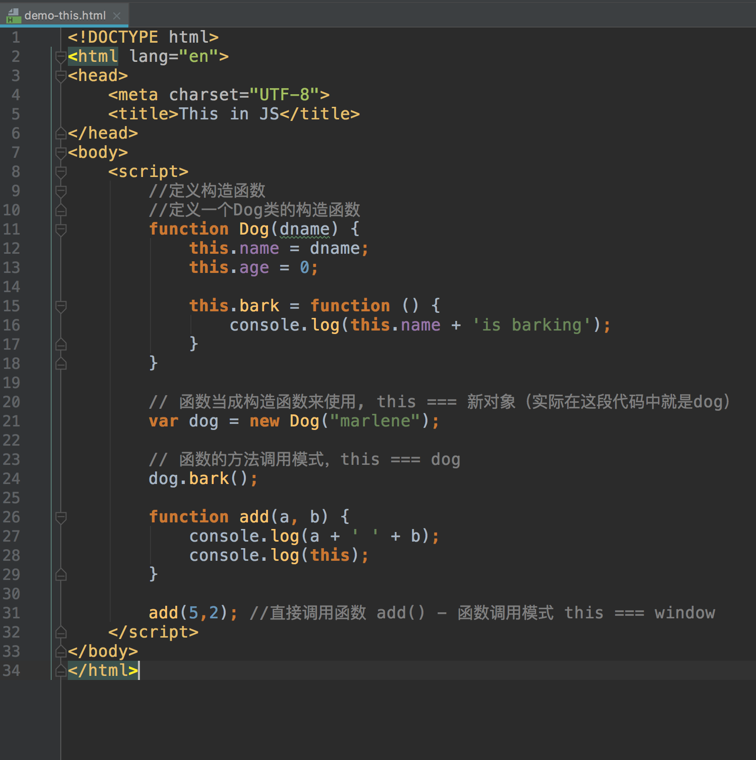 demo-this.html
1 <!DOCTYPE html>
2 <html lang="en">
3 <head>
4     <meta charset="UTF-8">
5     <title>This in JS</title>
6 </head>
7 <body>
8     <script>
9         //定义构造函数
10         //定义一个Dog类的构造函数
11         function Dog(dname) {
12             this.name = dname;
13             this.age = 0;
14
15             this.bark = function () {
16                 console.log(this.name + 'is barking');
17             }
18         }
19
20         // 函数当成构造函数来使用, this === 新对象（实际在这段代码中就是dog）
21         var dog = new Dog("marlene");
22
23         // 函数的方法调用模式，this === dog
24         dog.bark();
25
26         function add(a, b) {
27             console.log(a + ' ' + b);
28             console.log(this);
29         }
30
31         add(5,2); //直接调用函数 add() - 函数调用模式 this === window
32     </script>
33 </body>
34 </html>